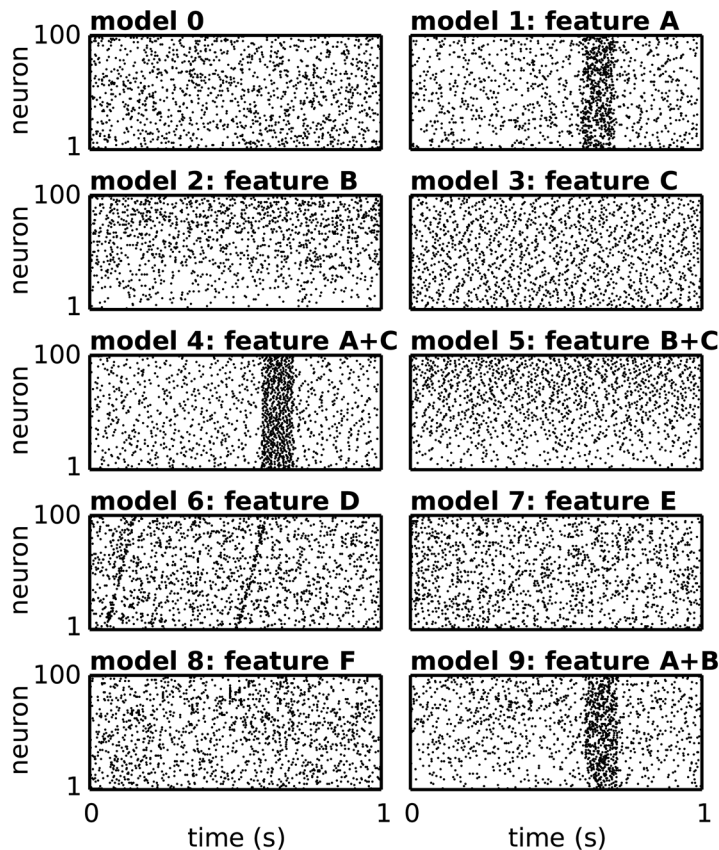 model 0
model 1: feature A
neuron
100
1
model 2: feature B
model 3: feature C
neuron
100
1
model 4: feature A+C
model 5: feature B+C
neuron
100
1
model 6: feature D
model 7: feature E
neuron
100
1
model 8: feature F
model 9: feature A+B
neuron
100
1
0 1
0 1
time (s)
time (s)